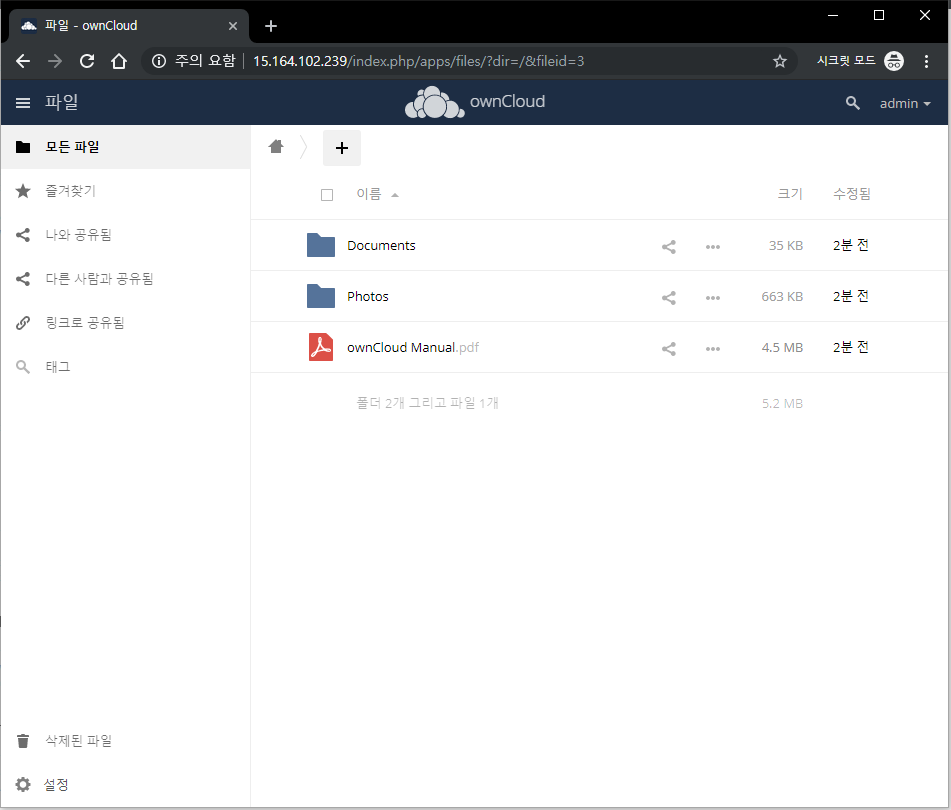 파일 - ownCloud
주의 요함 15.164.102.239/index.php/apps/files/?dir=/&fileid=3 시크릿 모드
파일 ownCloud admin
모든 파일
즐겨찾기
나와 공유됨
다른 사람과 공유됨
링크로 공유됨
태그
이름 크기 수정됨
Documents 35 KB 2분 전
Photos 663 KB 2분 전
ownCloud Manual.pdf 4.5 MB 2분 전
폴더 2개 그리고 파일 1개 5.2 MB
삭제된 파일
설정